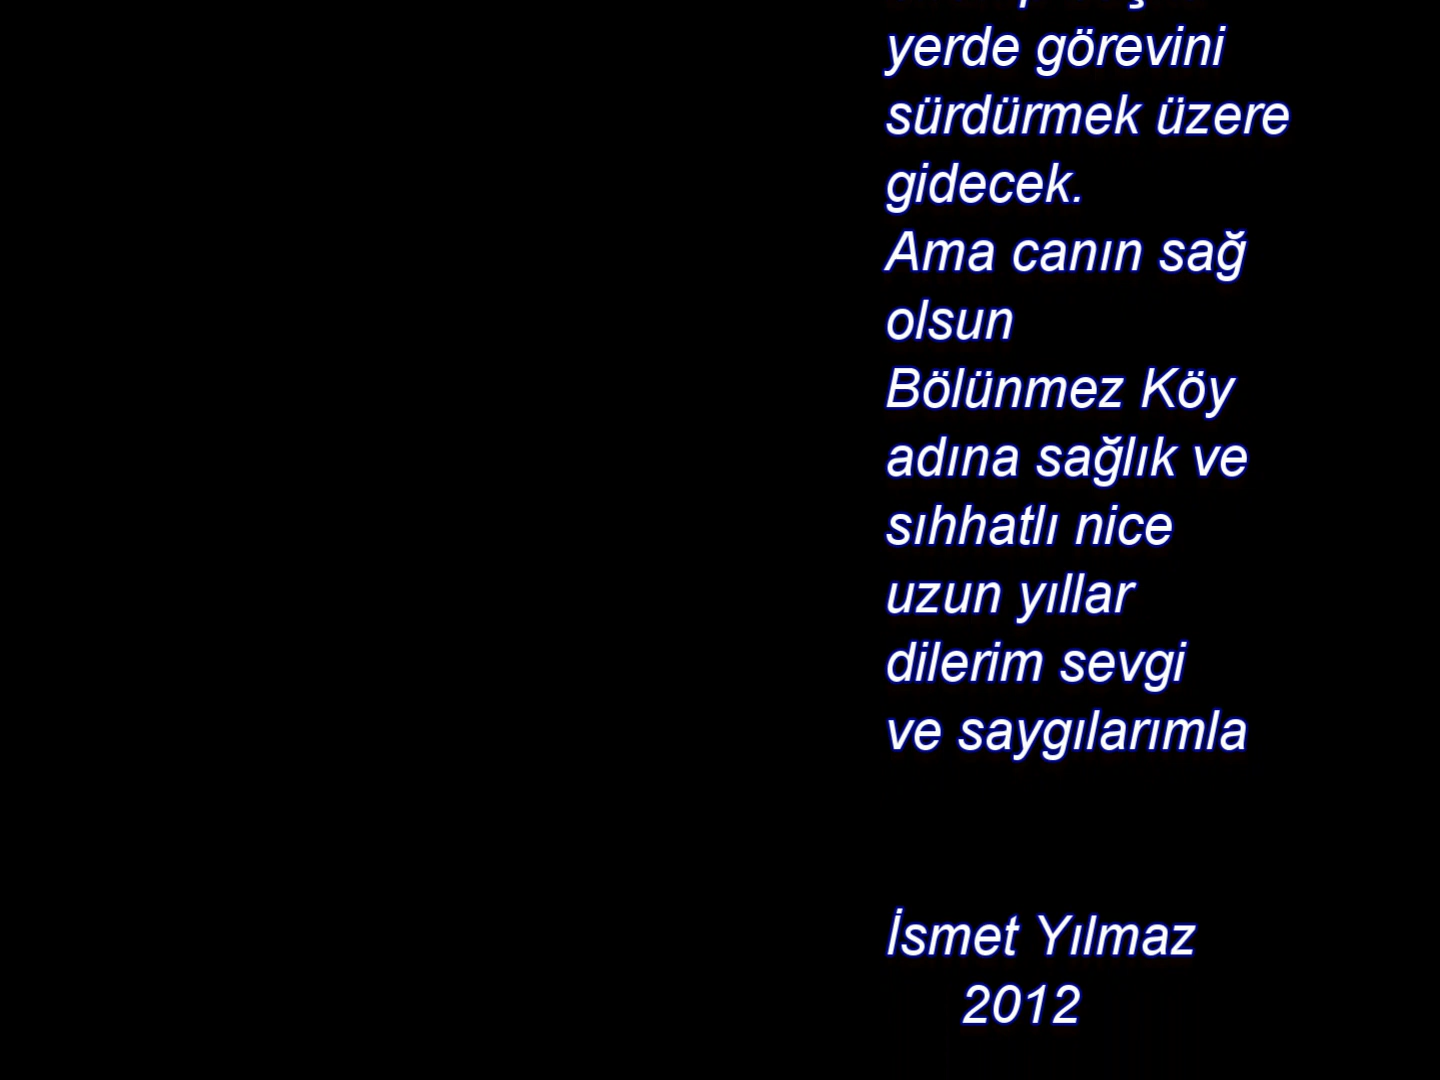 yerde görevini
sürdürmek üzere
gidecek.
Ama canın sağ
olsun
Bölünmez Köy
adına sağlık ve
sıhhatlı nice
uzun yıllar
dilerim sevgi
ve saygılarımla
İsmet Yılmaz
2012